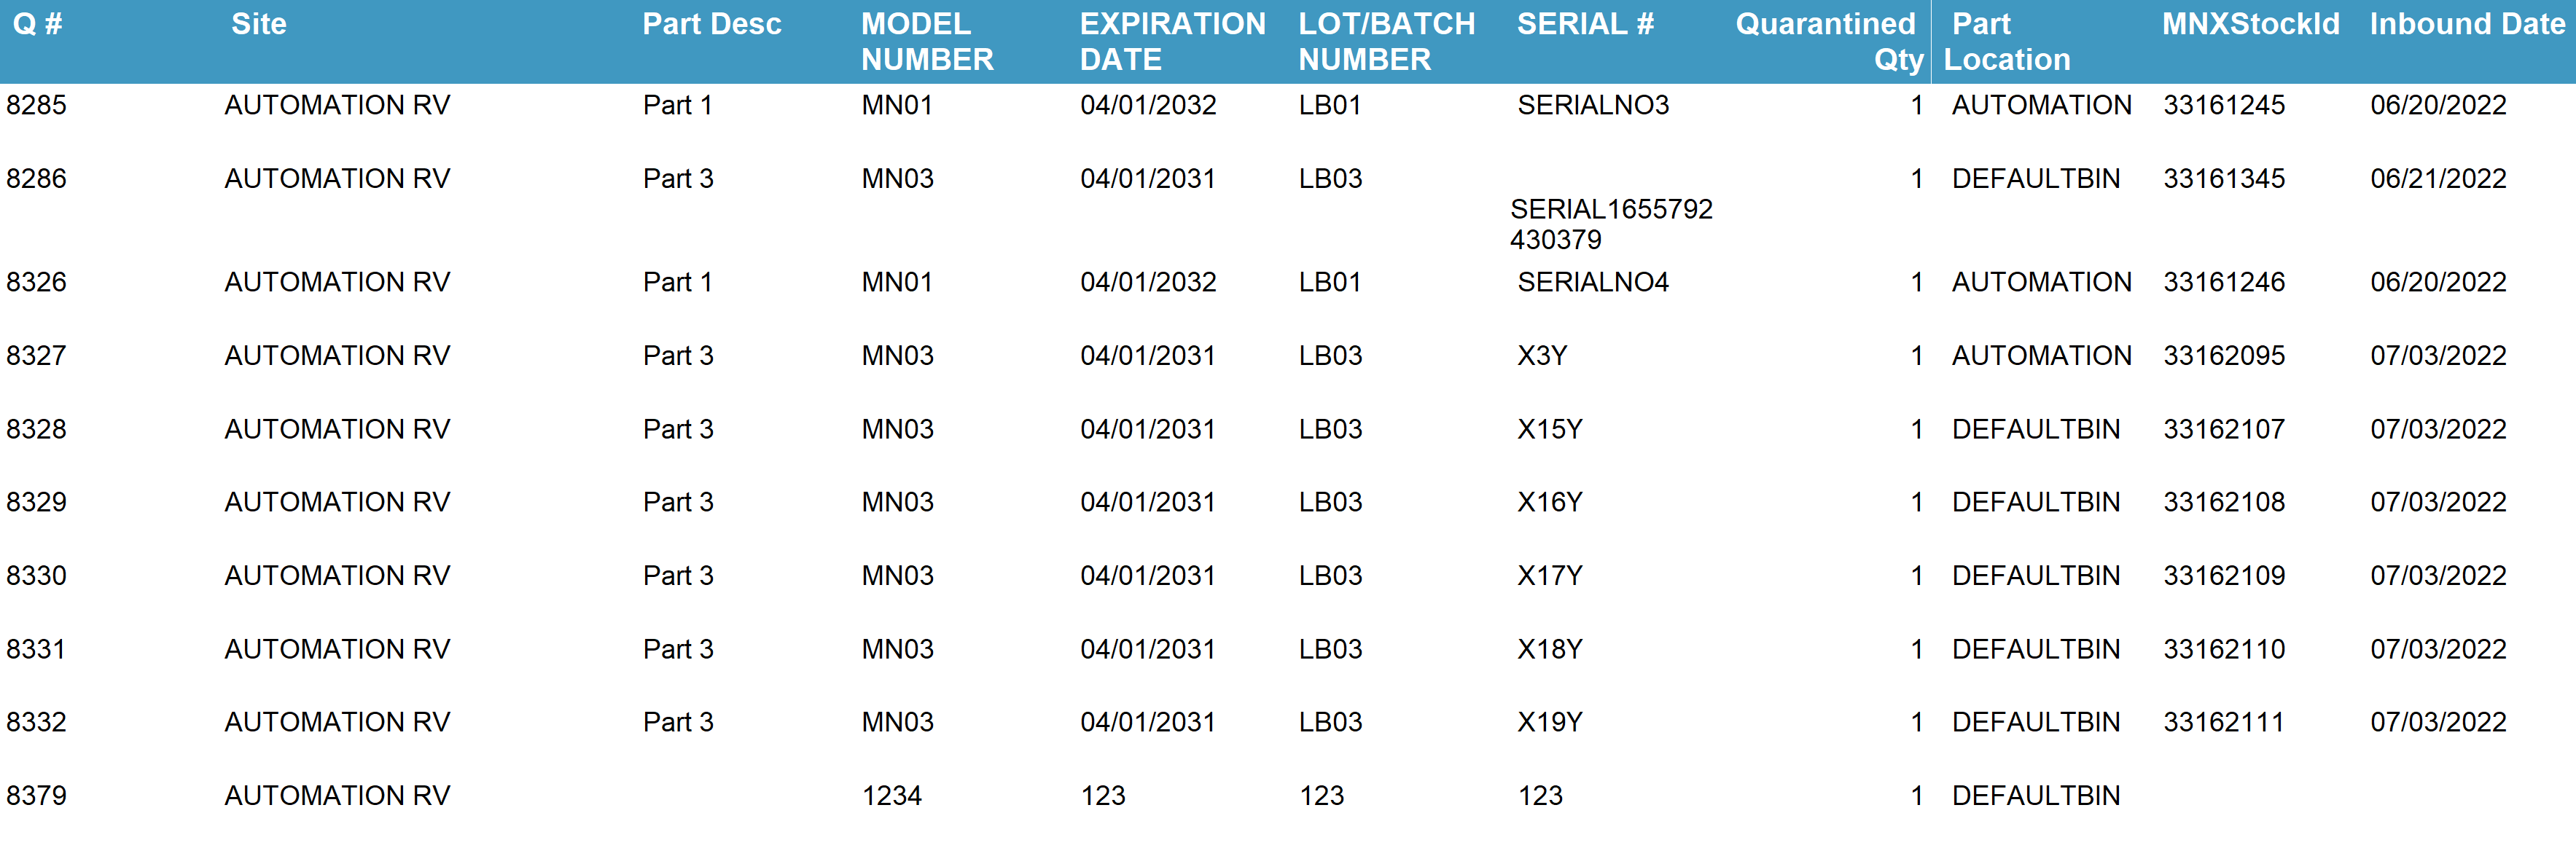 Q # Site Part Desc MODEL NUMBER EXPIRATION DATE LOT/BATCH NUMBER SERIAL # Quarantined Qty Part Location MNXStockId Inbound Date
8285 AUTOMATION RV Part 1 MN01 04/01/2032 LB01 SERIALNO3 1 AUTOMATION 33161245 06/20/2022
8286 AUTOMATION RV Part 3 MN03 04/01/2031 LB03 SERIAL1655792 430379 1 DEFAULTBIN 33161345 06/21/2022
8326 AUTOMATION RV Part 1 MN01 04/01/2032 LB01 SERIALNO4 1 AUTOMATION 33161246 06/20/2022
8327 AUTOMATION RV Part 3 MN03 04/01/2031 LB03 X3Y 1 AUTOMATION 33162095 07/03/2022
8328 AUTOMATION RV Part 3 MN03 04/01/2031 LB03 X15Y 1 DEFAULTBIN 33162107 07/03/2022
8329 AUTOMATION RV Part 3 MN03 04/01/2031 LB03 X16Y 1 DEFAULTBIN 33162108 07/03/2022
8330 AUTOMATION RV Part 3 MN03 04/01/2031 LB03 X17Y 1 DEFAULTBIN 33162109 07/03/2022
8331 AUTOMATION RV Part 3 MN03 04/01/2031 LB03 X18Y 1 DEFAULTBIN 33162110 07/03/2022
8332 AUTOMATION RV Part 3 MN03 04/01/2031 LB03 X19Y 1 DEFAULTBIN 33162111 07/03/2022
8379 AUTOMATION RV 1234 123 123 123 1 DEFAULTBIN